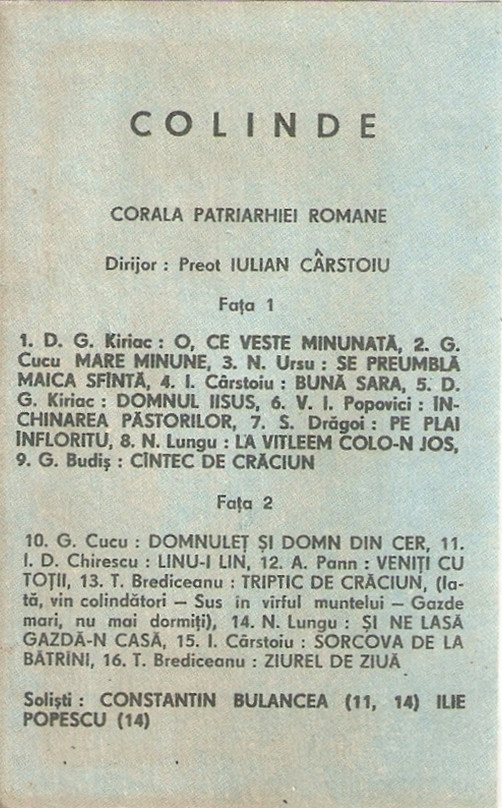 COLINDE
CORALA PATRIARHIEI ROMANE
Dirijor : Preot IULIAN CÂRSTOIU
Fața 1
1. D. G. Kiriac : O, CE VESTE MINUNATĂ, 2. G.
Cucu MARE MINUNE, 3. N. Ursu : SE PREUMBLĂ
MAICA SFÎNTĂ, 4. I. Cârstoiu : BUNĂ SARA, 5. D.
G. Kiriac : DOMNUL IISUS, 6. V. I. Popovici : IN-
CHINAREA PĂSTORILOR, 7. S. Drăgoi : PE PLAI
INFLORITU, 8. N. Lungu : LA VITLEEM COLO-N JOS,
9. G. Budiș : CÎNTEC DE CRĂCIUN
Fața 2
10. G. Cucu : DOMNULEȚ ȘI DOMN DIN CER, 11.
I. D. Chirescu : LINU-I LIN, 12. A. Pann : VENIȚI CU
TOȚII, 13. T. Brediceanu : TRIPTIC DE CRĂCIUN, (Ia-
tă, vin colindători — Sus în vîrful muntelui — Gazde
mari, nu mai dormiți), 14. N. Lungu : ȘI NE LASĂ
GAZDĂ-N CASĂ, 15. I. Cârstoiu : SORCOVA DE LA
BĂTRÎNI, 16. T. Brediceanu : ZIUREL DE ZIUĂ
Soliști : CONSTANTIN BULANCEA (11, 14) ILIE
POPESCU (14)